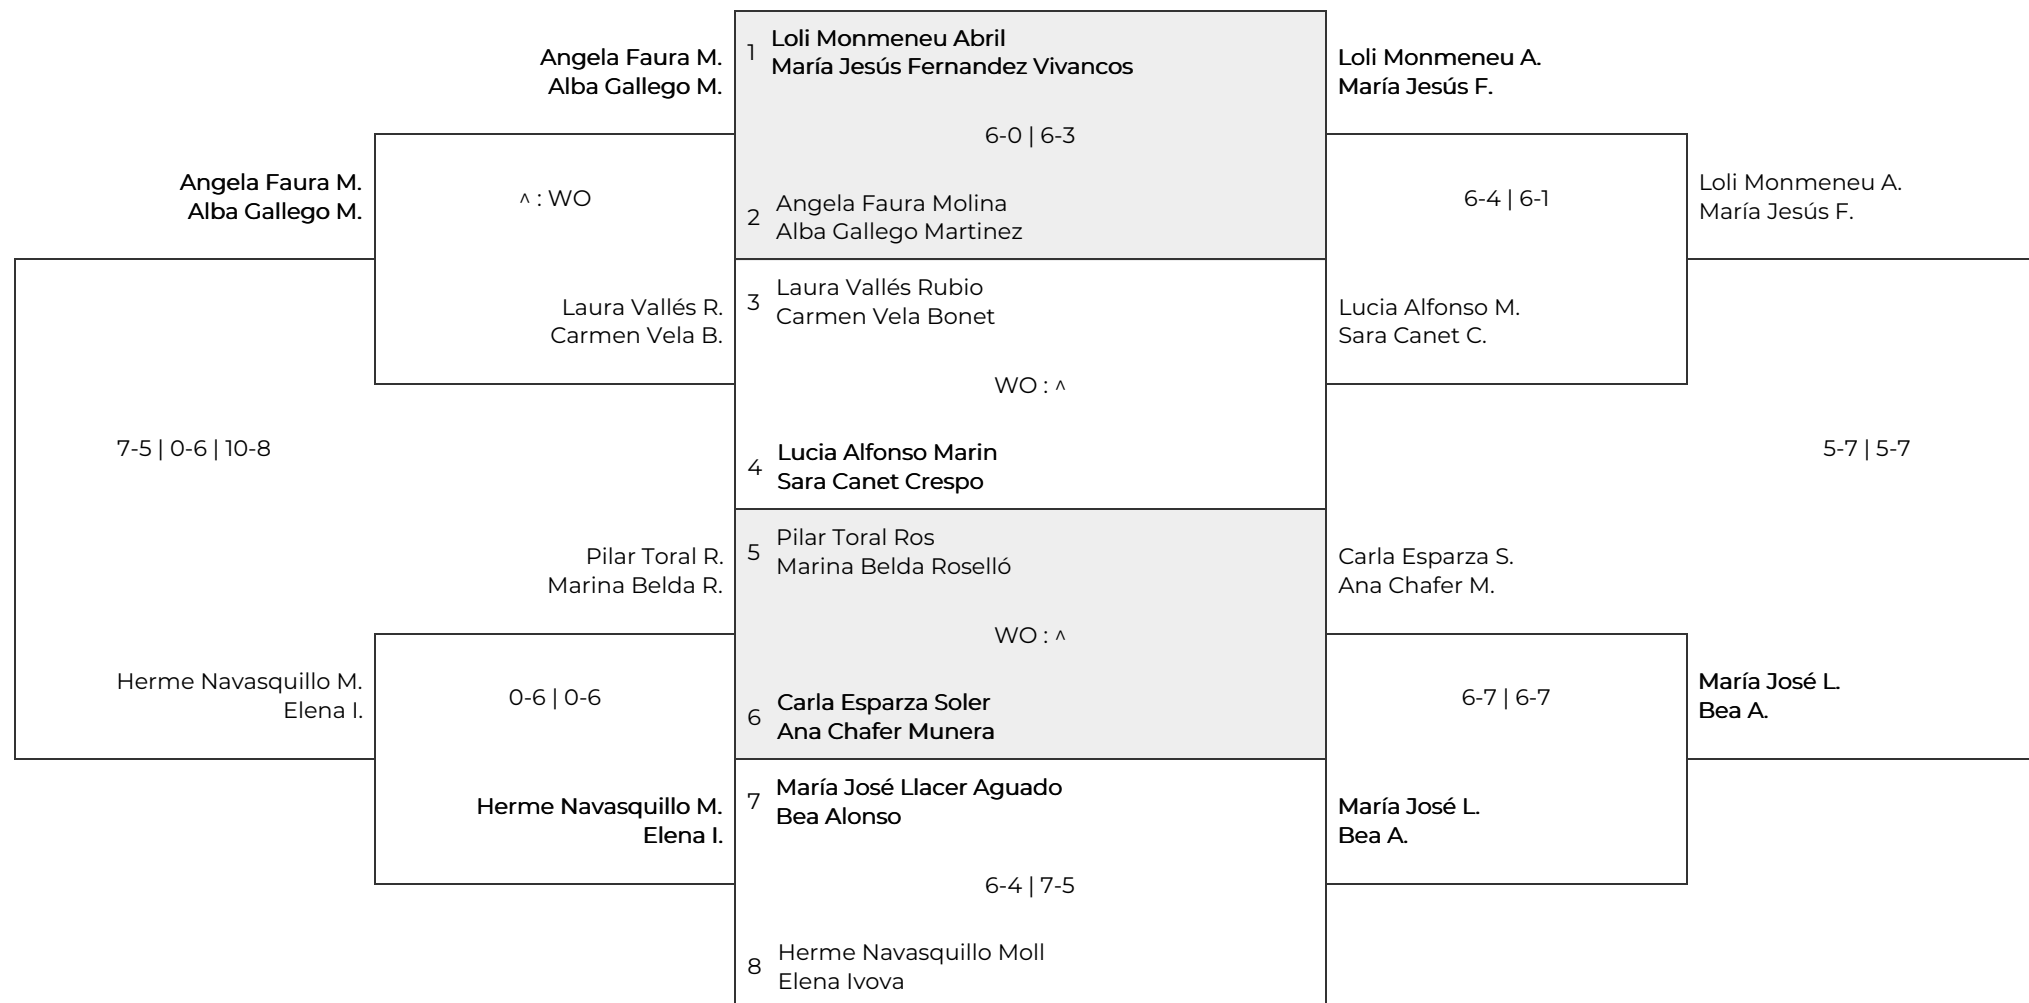 Angela Faura M.
Alba Gallego M.
1
Loli Monmeneu Abril
María Jesús Fernandez Vivancos
Loli Monmeneu A.
María Jesús F.
6-0 | 6-3
Angela Faura M.
Alba Gallego M.
^ : WO
2
Angela Faura Molina
Alba Gallego Martinez
6-4 | 6-1
Loli Monmeneu A.
María Jesús F.
Laura Vallés R.
Carmen Vela B.
3
Laura Vallés Rubio
Carmen Vela Bonet
Lucia Alfonso M.
Sara Canet C.
WO : ^
7-5 | 0-6 | 10-8
4
Lucia Alfonso Marin
Sara Canet Crespo
5-7 | 5-7
Pilar Toral R.
Marina Belda R.
5
Pilar Toral Ros
Marina Belda Roselló
Carla Esparza S.
Ana Chafer M.
WO : ^
Herme Navasquillo M.
Elena I.
0-6 | 0-6
6
Carla Esparza Soler
Ana Chafer Munera
6-7 | 6-7
María José L.
Bea A.
Herme Navasquillo M.
Elena I.
7
María José Llacer Aguado
Bea Alonso
María José L.
Bea A.
6-4 | 7-5
8
Herme Navasquillo Moll
Elena Ivova